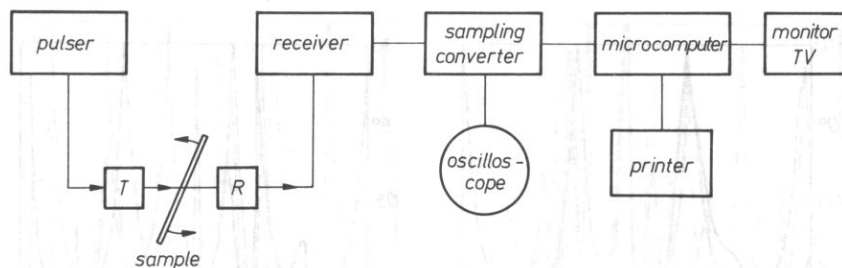 pulser
receiver
sampling
converter
microcomputer
monitor
TV
T
R
oscillos-
cope
printer
sample